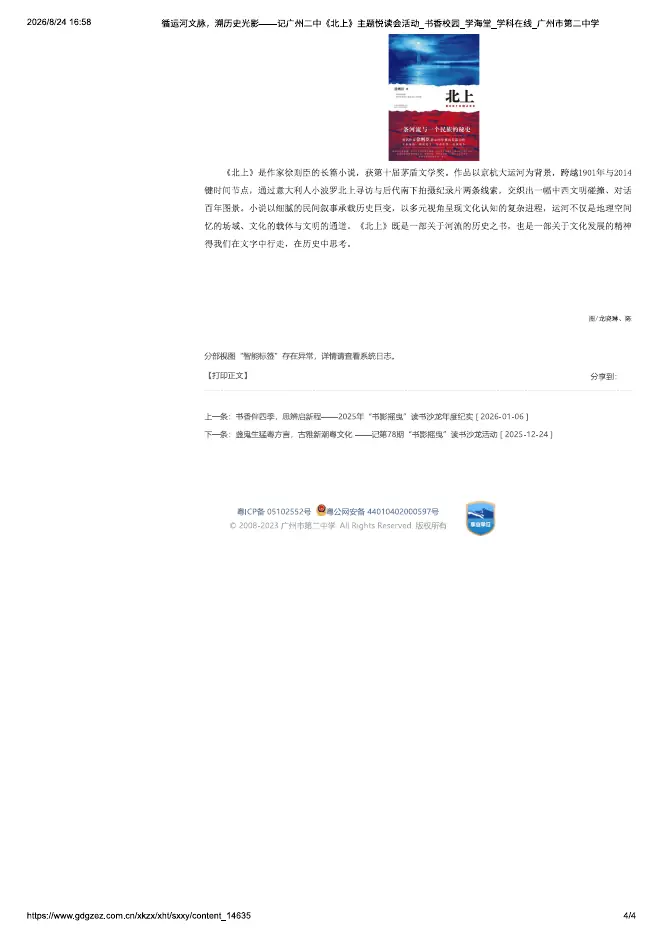 2026/8/24 16:58
循运河文脉，溯历史光影——记广州二中《北上》主题悦读会活动_书香校园_学海堂_学科在线_广州市第二中学
北上
一条河流与一个民族的秘史
《北上》是作家徐则臣的长篇小说，获第十届茅盾文学奖。作品以京杭大运河为背景，跨越1901年与2014
键时间节点，通过意大利人小波罗北上寻访与后代南下拍摄纪录片两条线索，交织出一幅中西文明碰撞、对话
百年图景。小说以细腻的民间叙事承载历史巨变，以多元视角呈现文化认知的复杂进程，运河不仅是地理空间
忆的场域、文化的载体与文明的通道。《北上》既是一部关于河流的历史之书，也是一部关于文化发展的精神
得我们在文字中行走，在历史中思考。
图/龙晓琳、陈
分部视图“智能标签”存在异常，详情请查看系统日志。
【打印正文】
分享到：
上一条：书香伴四季，思辨启新程——2025年“书影摇曳”读书沙龙年度纪实 [ 2026-01-06 ]
下一条：盏鬼生猛粤方言，古雅新潮粤文化 ——记第78期“书影摇曳”读书沙龙活动 [ 2025-12-24 ]
粤ICP备 05102552号 粤公网安备 44010402000597号
© 2008-2023 广州市第二中学 All Rights Reserved 版权所有
事业单位
https://www.gdgzez.com.cn/xkzx/xht/sxxy/content_14635
4/4